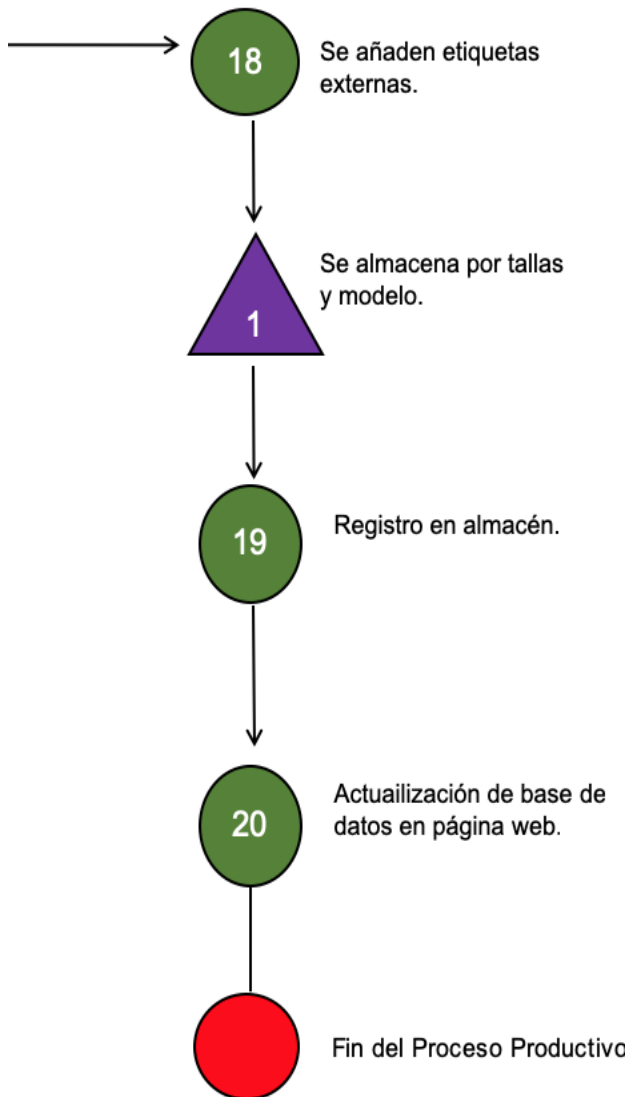 18
Se añaden etiquetas
externas.
1
Se almacena por tallas
y modelo.
19
Registro en almacén.
20
Actuailización de base de
datos en página web.
Fin del Proceso Productivo